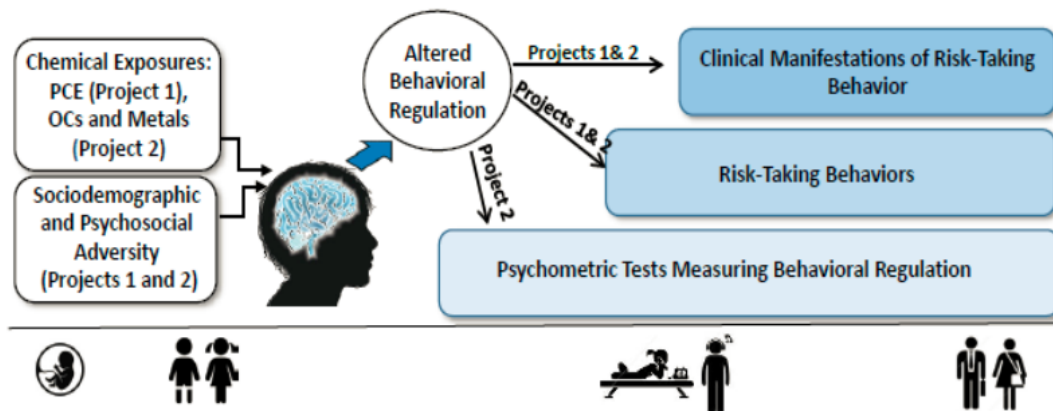 Chemical Exposures:
PCE (Project 1),
OCs and Metals
(Project 2)
Sociodemographic
and Psychosocial
Adversity
(Projects 1 and 2)
Altered
Behavioral
Regulation
Projects 1& 2
Projects 1& 2
Project 2
Clinical Manifestations of Risk-Taking
Behavior
Risk-Taking Behaviors
Psychometric Tests Measuring Behavioral Regulation